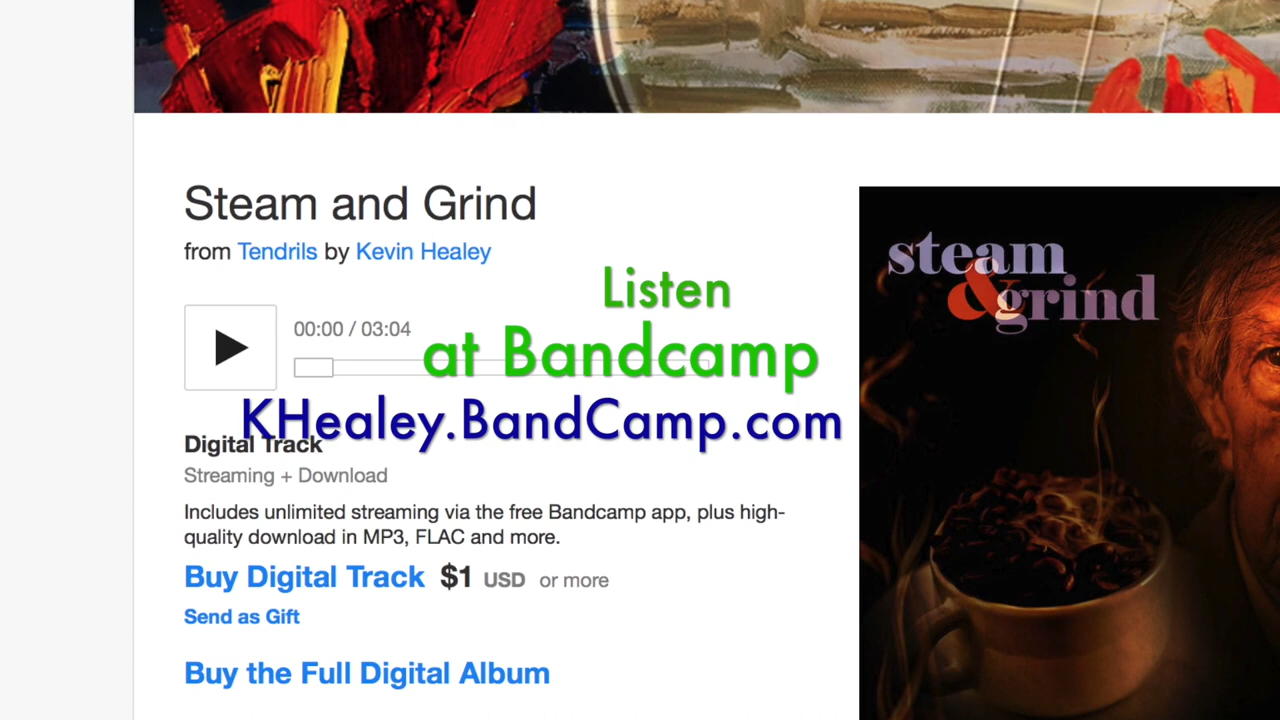 Steam and Grind
from Tendrils by Kevin Healey
Listen
00:00 / 03:04
at Bandcamp
KHealey.BandCamp.com
Digital Track
Streaming + Download
Includes unlimited streaming via the free Bandcamp app, plus high-
quality download in MP3, FLAC and more.
Buy Digital Track $1 USD or more
Send as Gift
Buy the Full Digital Album
steam
&grind